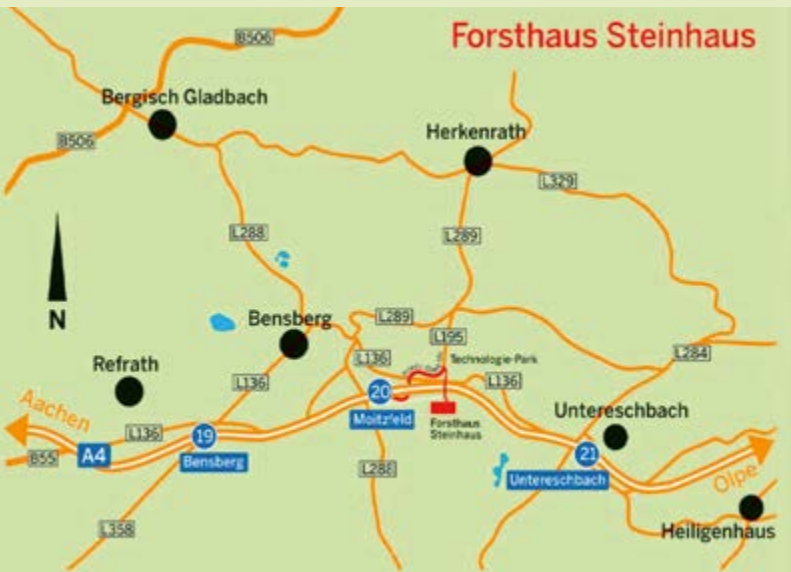 Forsthaus Steinhaus
B506
Bergisch Gladbach
Herkenrath
B506
L329
L288
L289
N
Bensberg
L289
L195
L136
Technologie-Park
L284
Refrath
L136
L136
20
Moitzfeld
Forsthaus
Steinhaus
Untereschbach
Aachen
L136
19
Bensberg
B55
A4
21
Untereschbach
L288
Olpe
L358
Heiligenhaus